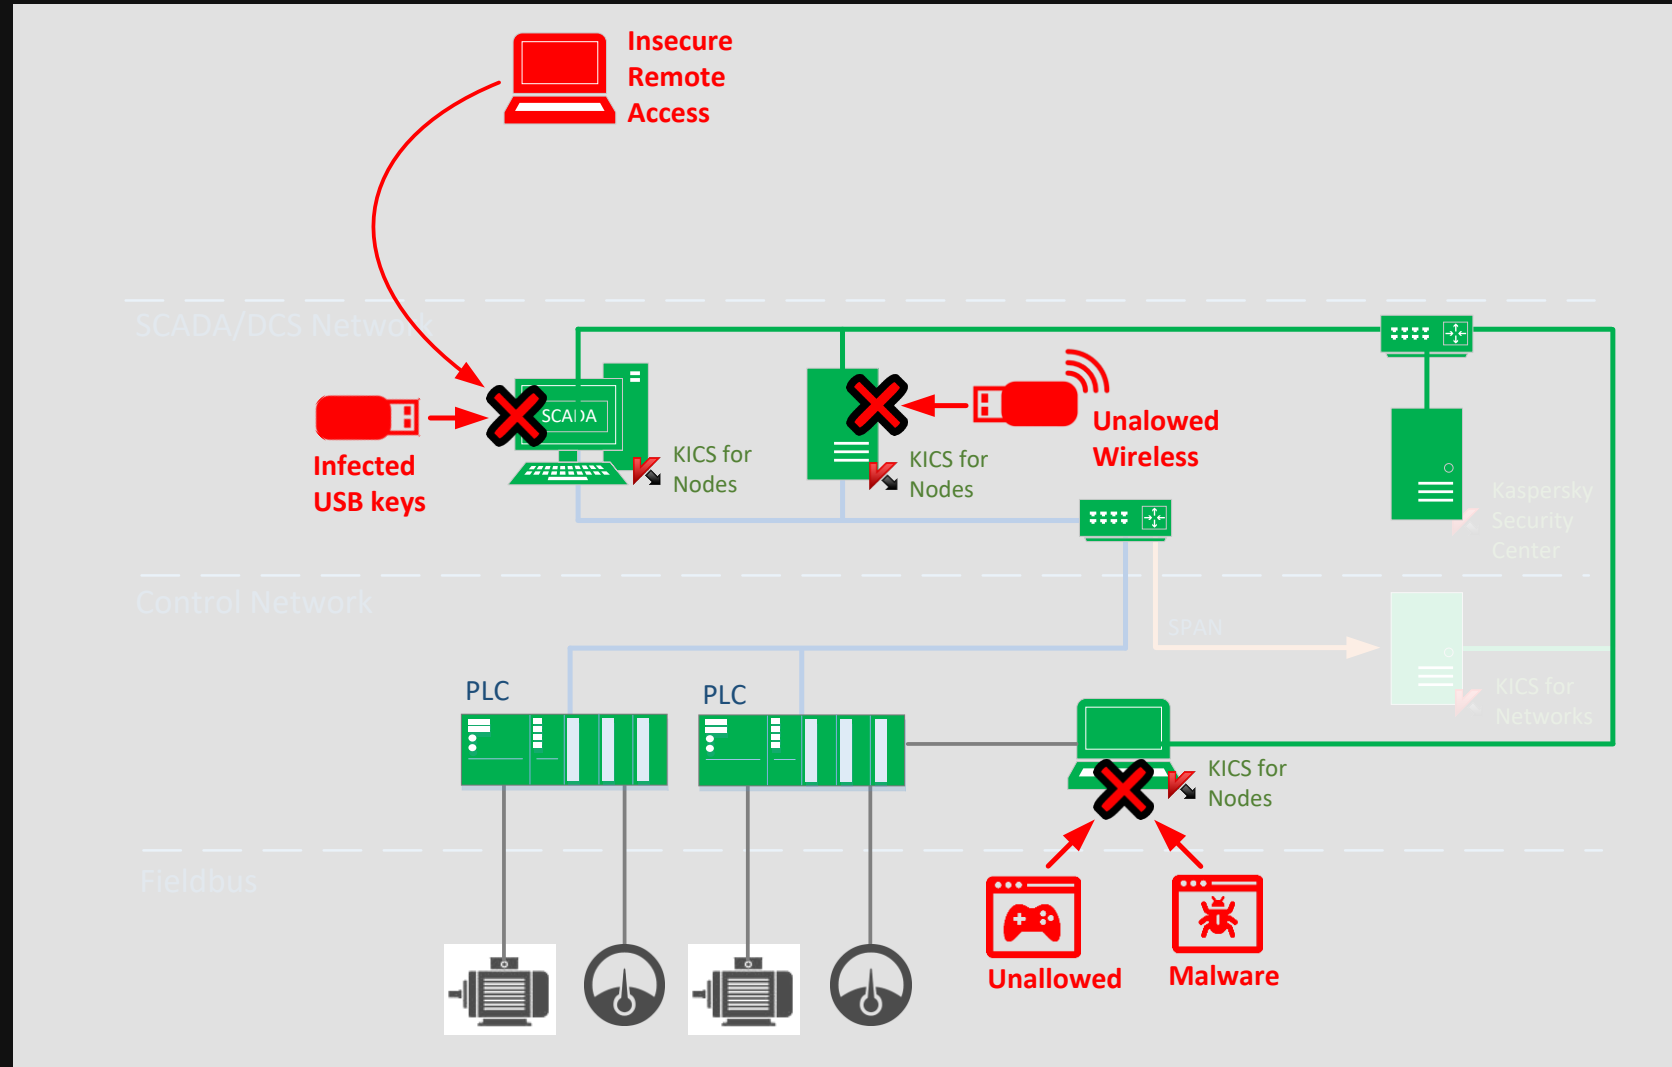 Insecure
Remote
Access
SCADA/DCS Network
SCADA
Infected
USB keys
KICS for
Nodes
KICS for
Nodes
Unalowed
Wireless
Kaspersky
Security
Center
Control Network
SPAN
KICS for
Networks
PLC
PLC
KICS for
Nodes
Fieldbus
Unallowed
Malware